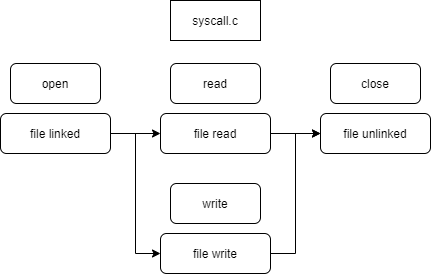 syscall.c
open
read
close
file linked
file read
file unlinked
write
file write